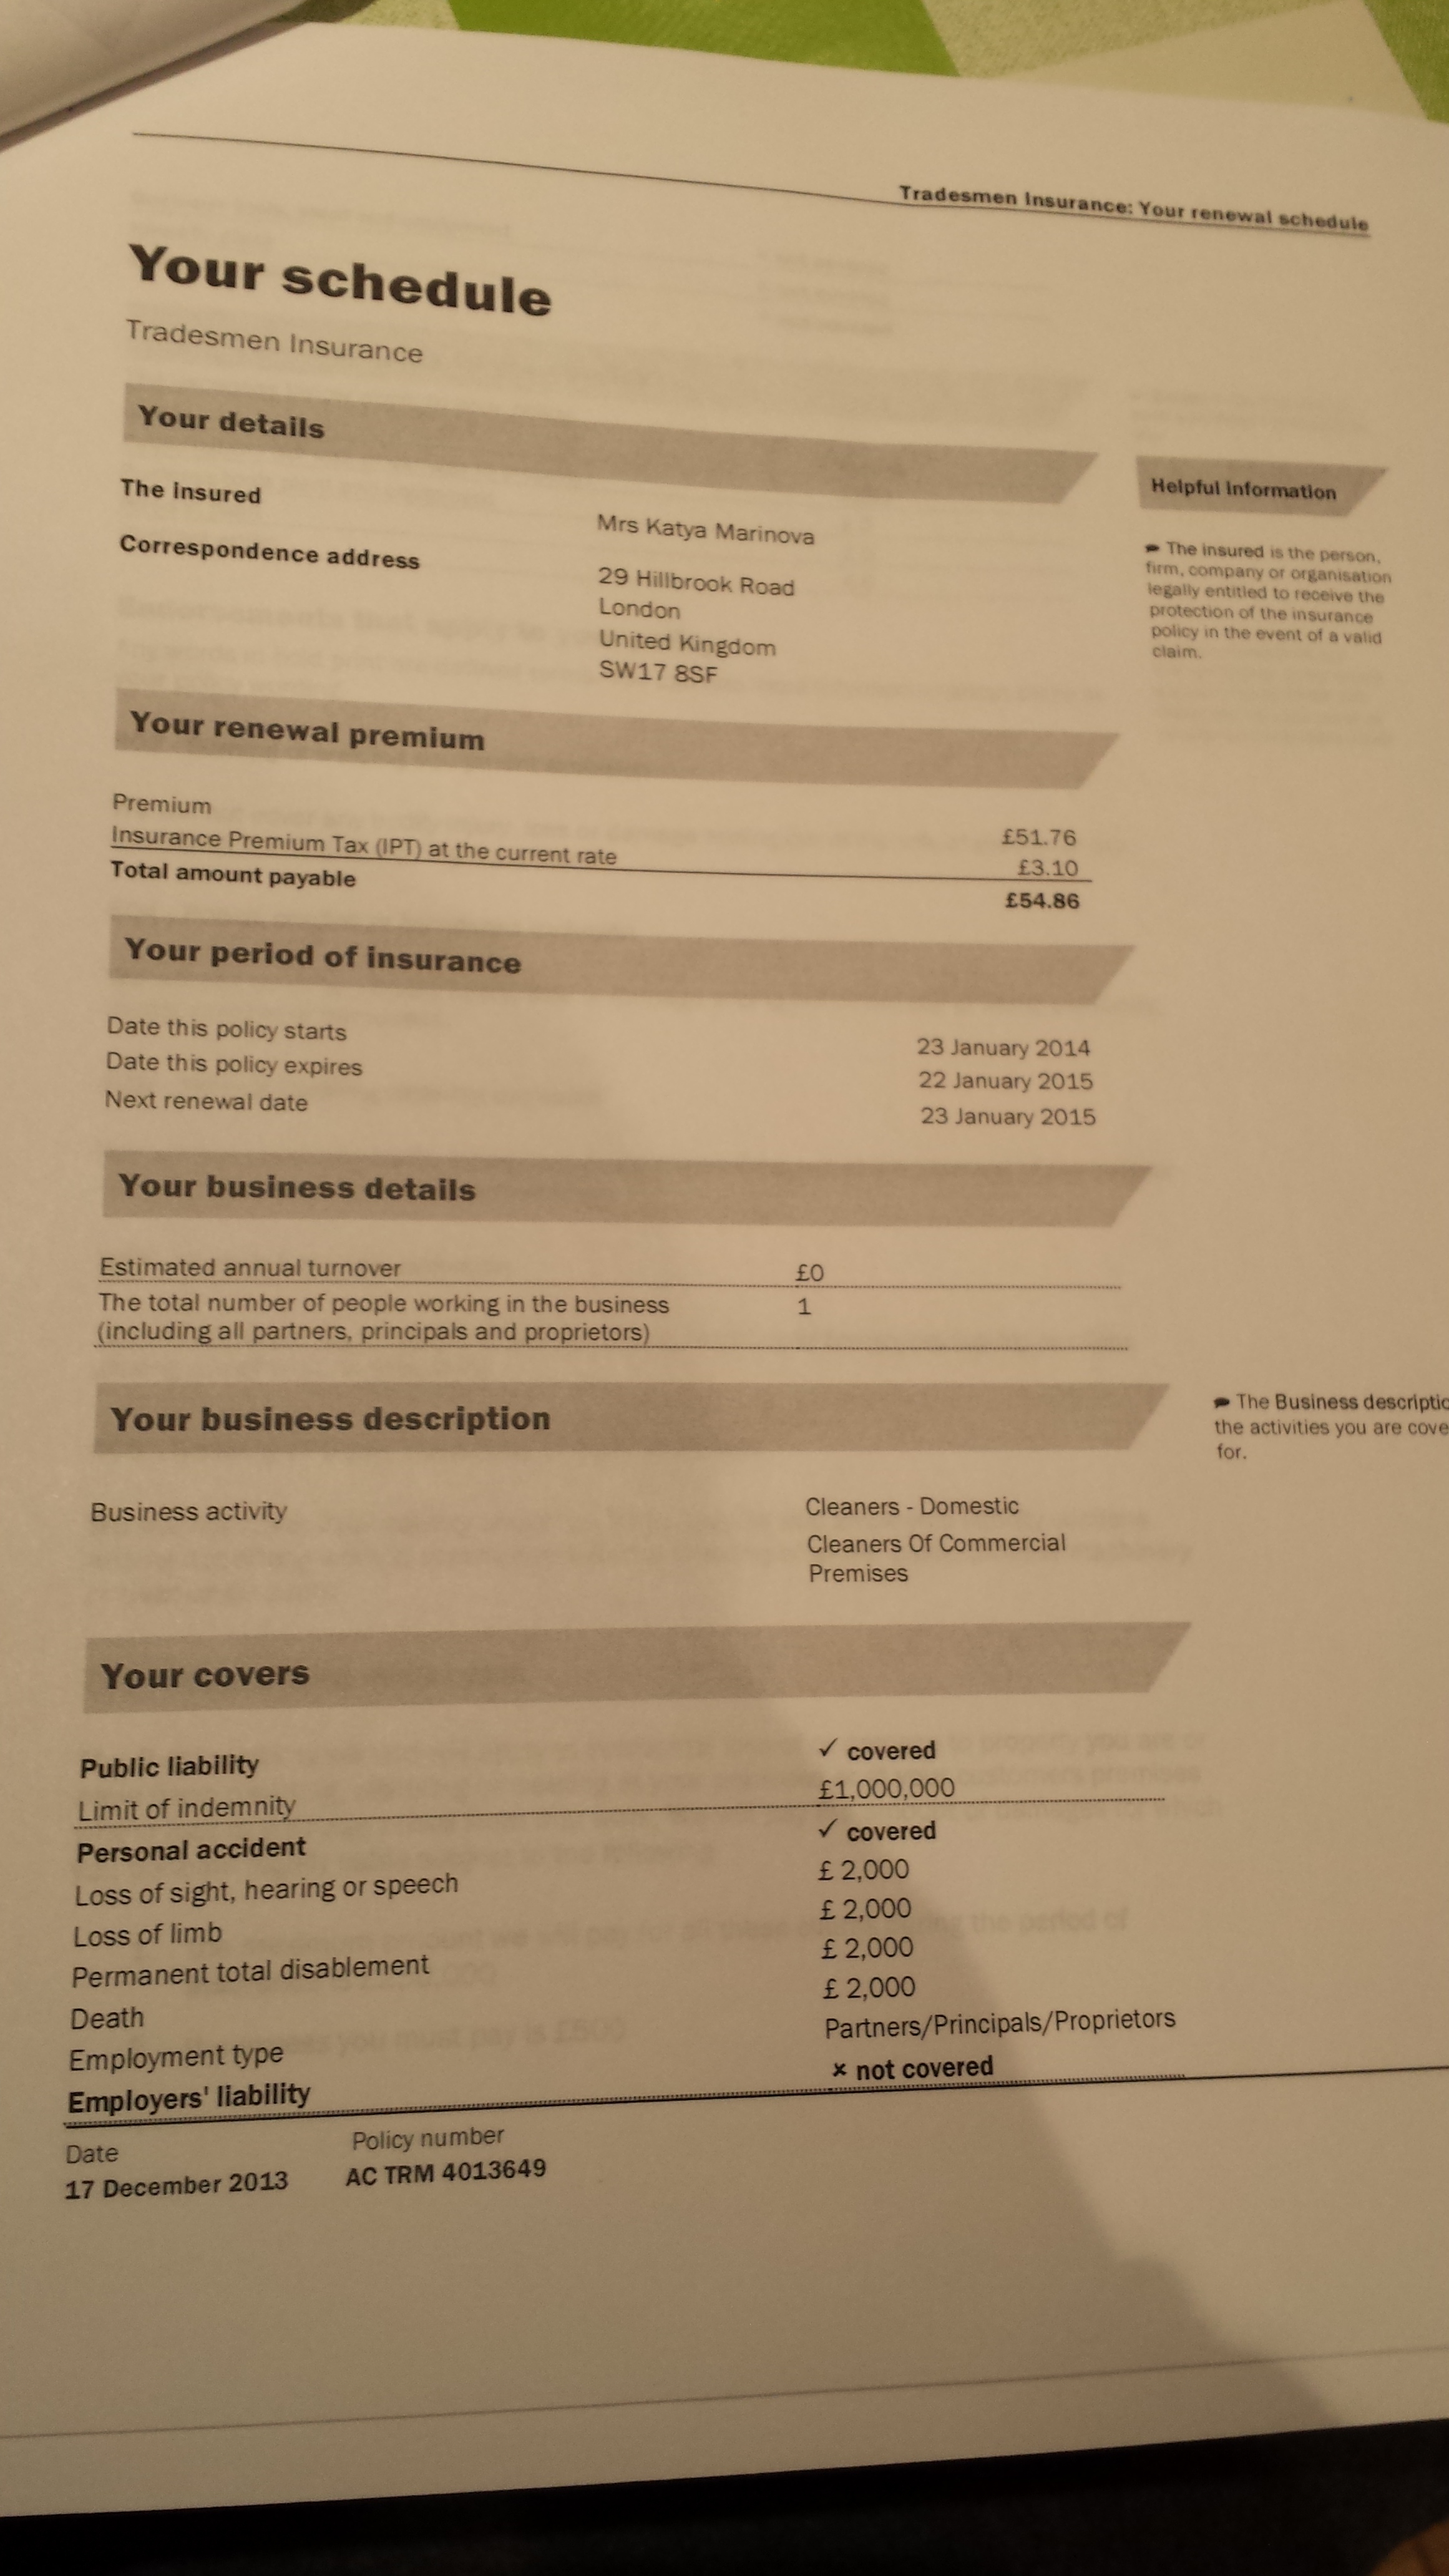 Tradesmen Insurance: Your renewal schedule
Your schedule
Tradesmen Insurance
Your details
The insured
Mrs Katya Marinova
Correspondence address
29 Hillbrook Road
London
United Kingdom
SW17 8SF
Helpful information
The insured is the person,
firm, company or organisation
legally entitled to receive the
protection of the insurance
policy in the event of a valid
claim.
Your renewal premium
Premium £51.76
Insurance Premium Tax (IPT) at the current rate £3.10
Total amount payable £54.86
Your period of insurance
Date this policy starts 23 January 2014
Date this policy expires 22 January 2015
Next renewal date 23 January 2015
Your business details
Estimated annual turnover £0
The total number of people working in the business 1
(including all partners, principals and proprietors)
Your business description
The Business descriptio
the activities you are cove
for.
Business activity Cleaners - Domestic
Cleaners Of Commercial
Premises
Your covers
Public liability ✓ covered
Limit of indemnity £1,000,000
Personal accident ✓ covered
Loss of sight, hearing or speech £ 2,000
Loss of limb £ 2,000
Permanent total disablement £ 2,000
Death £ 2,000
Employment type Partners/Principals/Proprietors
Employers' liability × not covered
Date Policy number
17 December 2013 AC TRM 4013649